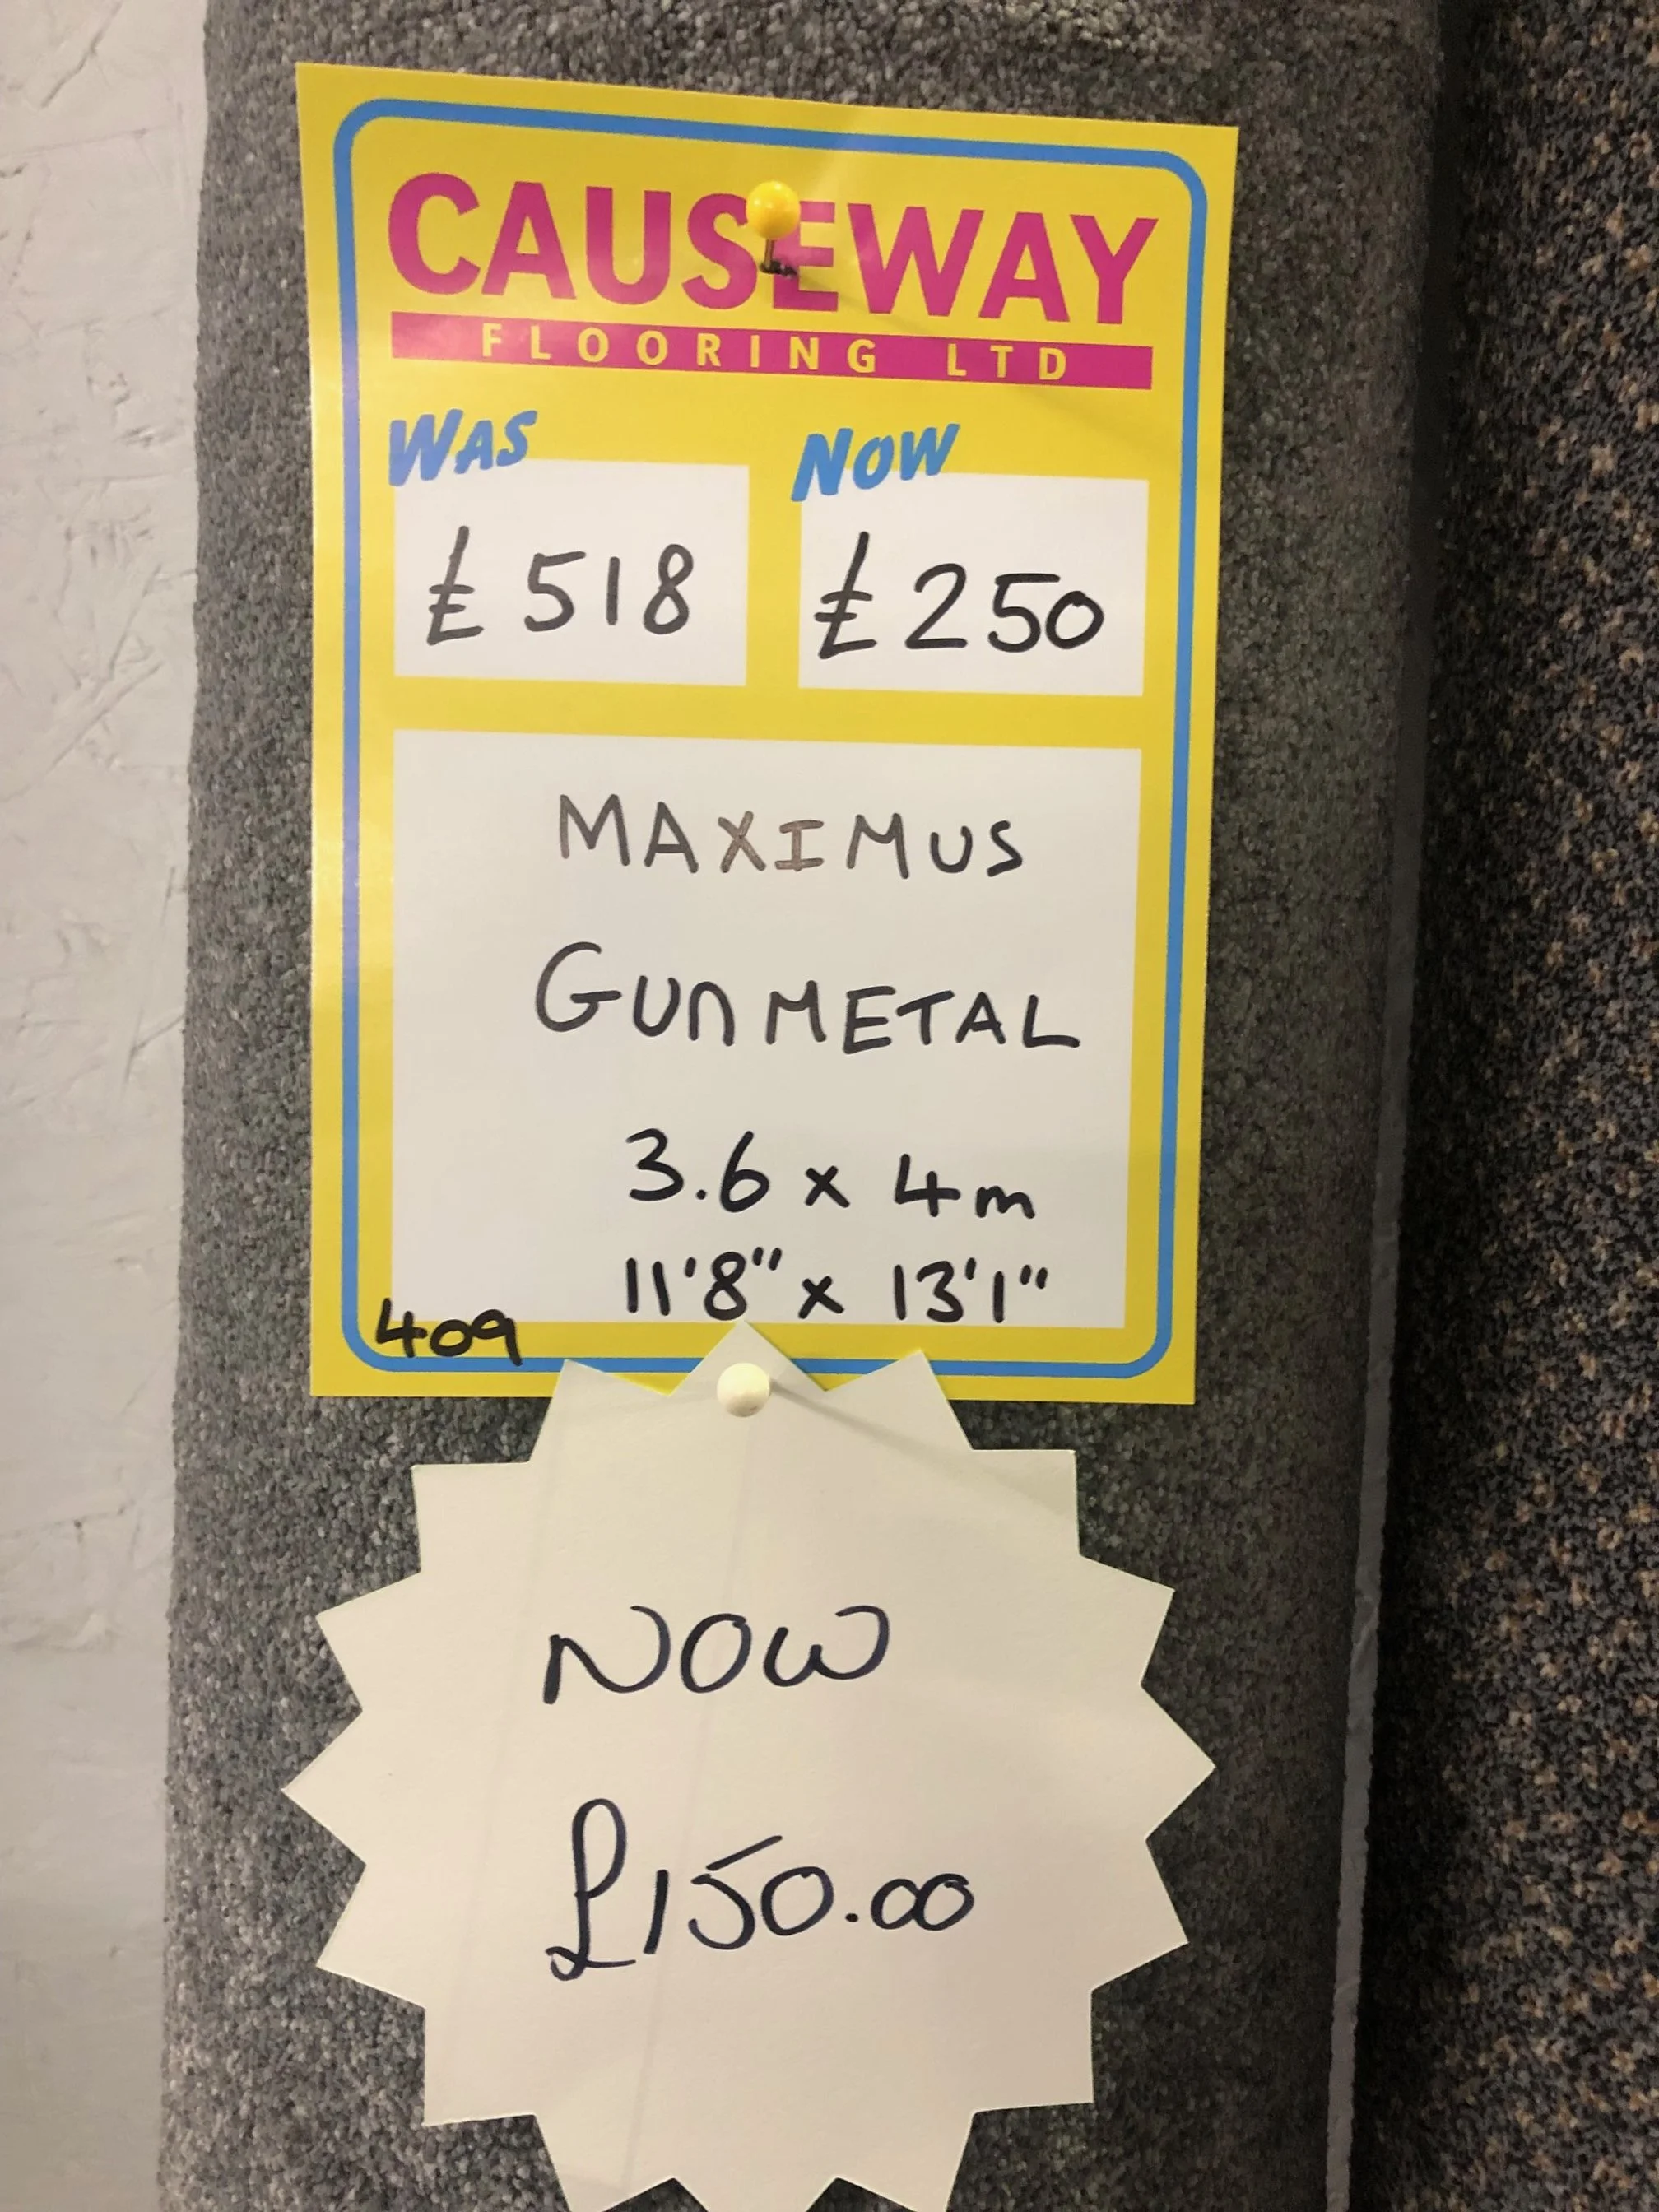 CAUSEWAY
FLOORING LTD
WAS NOW
£518 £250
MAXIMUS
GUNMETAL
3.6 x 4m
11'8" x 13'1"
409
NOW
£150.00